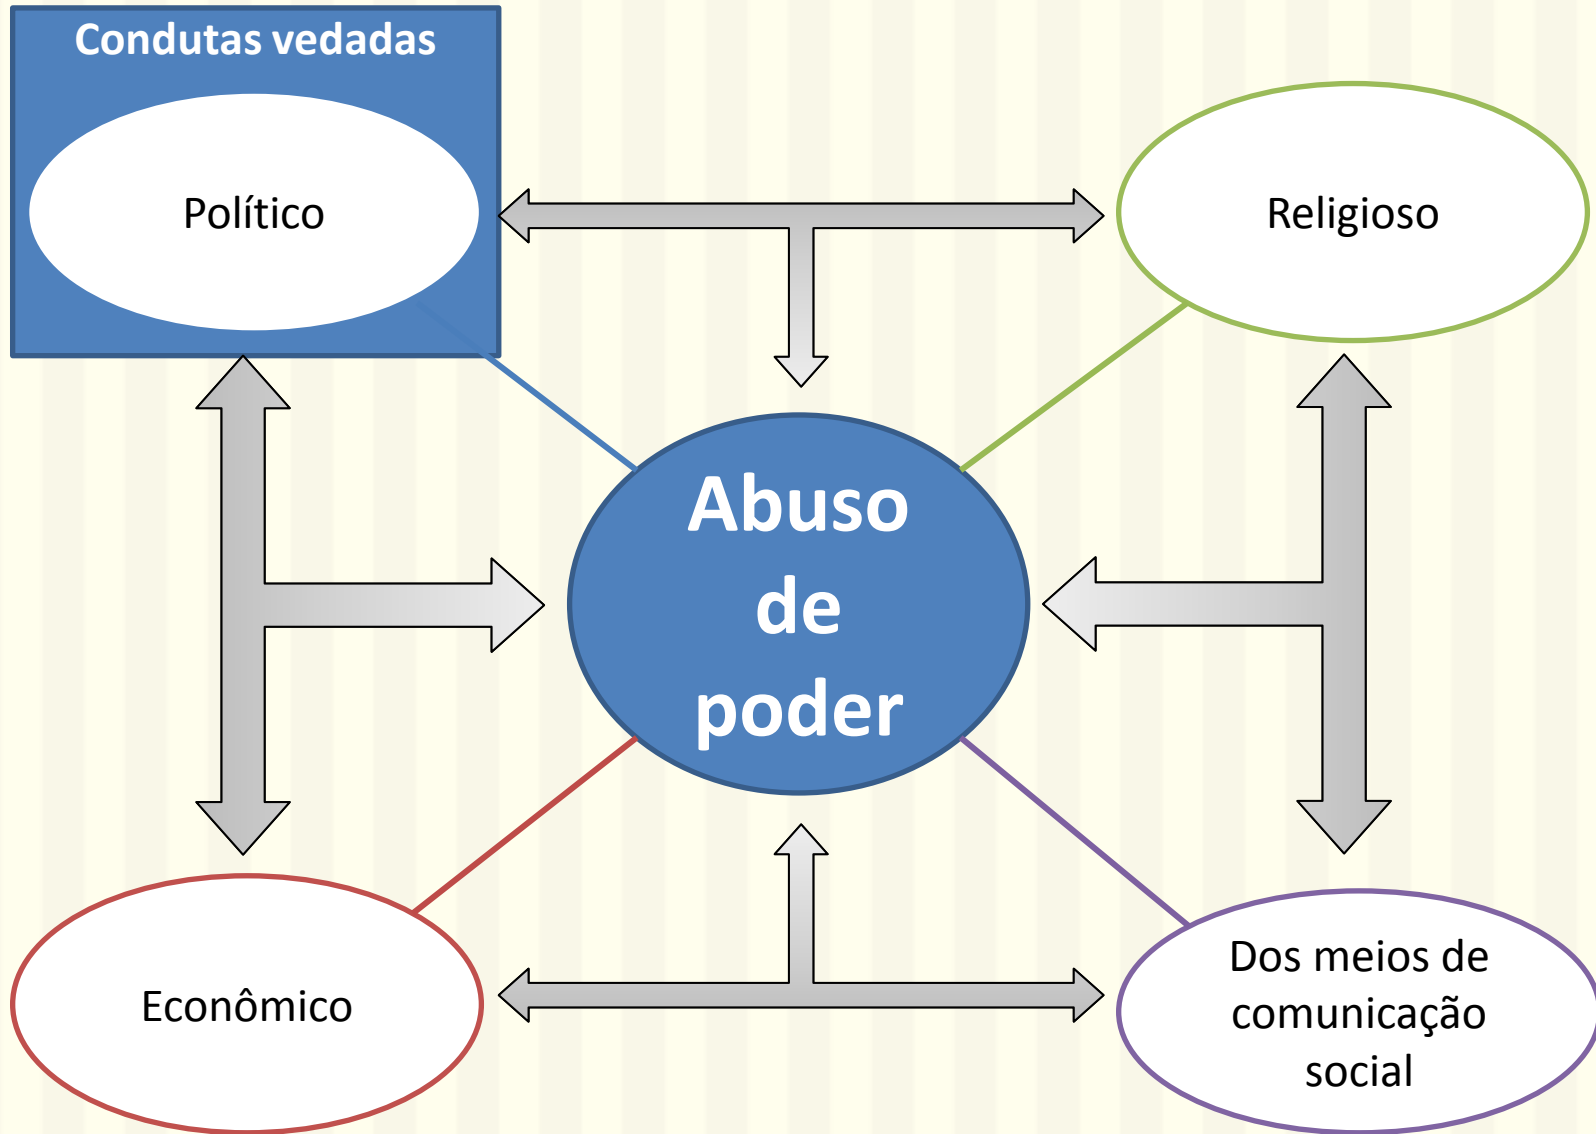 Condutas vedadas
Político
Religioso
Abuso
de
poder
Econômico
Dos meios de
comunicação
social